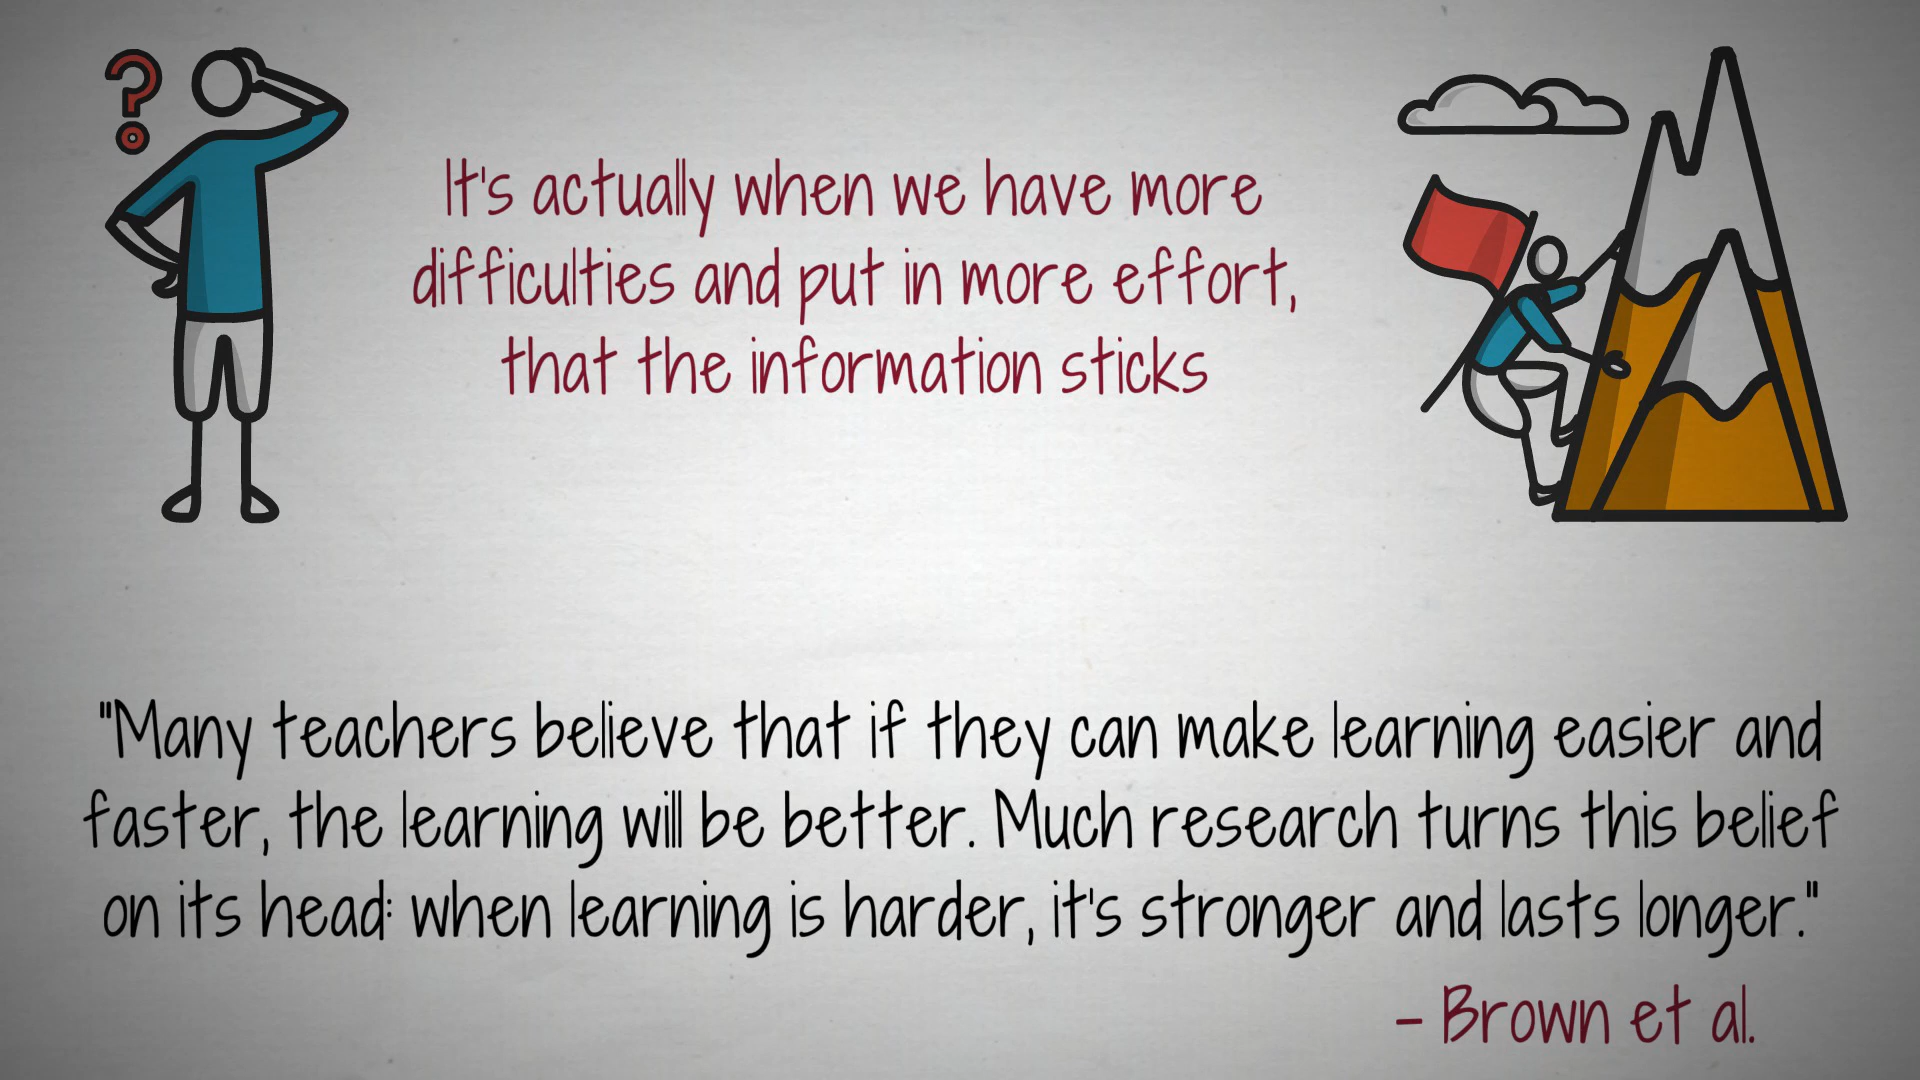 ?
It's actually when we have more
difficulties and put in more effort,
that the information sticks
"Many teachers believe that if they can make learning easier and
faster, the learning will be better. Much research turns this belief
on its head: when learning is harder, it's stronger and lasts longer."
- Brown et al.